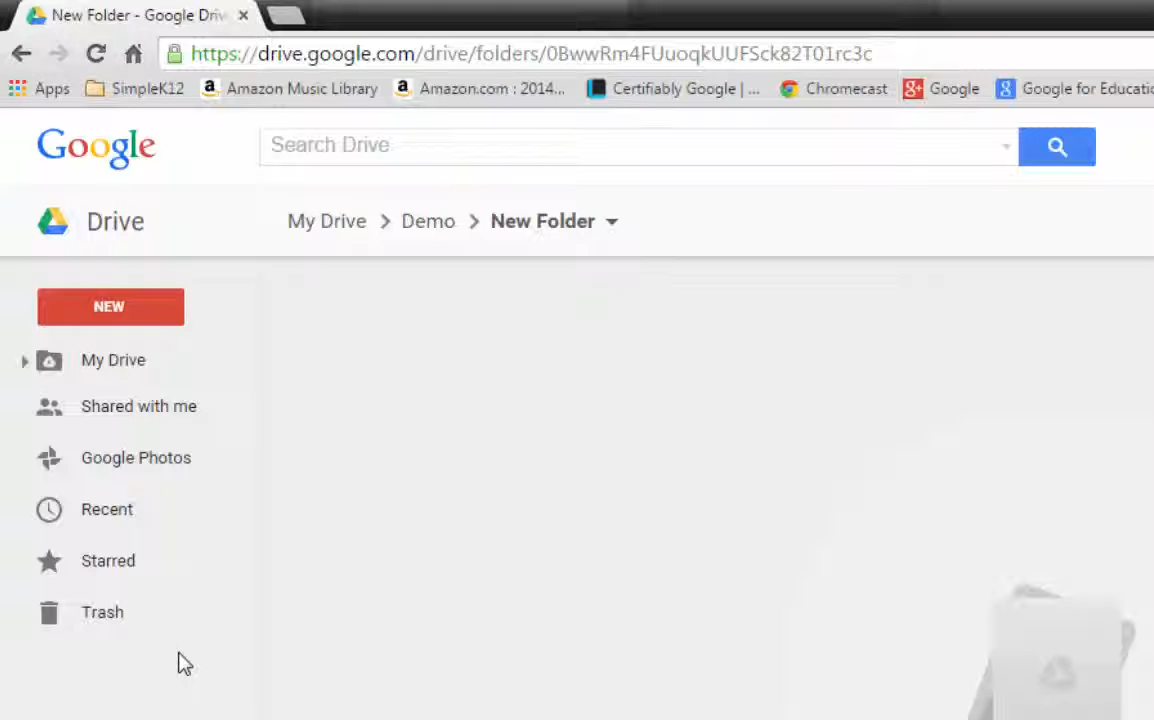 New Folder - Google Driv
https://drive.google.com/drive/folders/0BwwRm4FUuoqkUUFSck82T01rc3c
Apps SimpleK12 Amazon Music Library Amazon.com : 2014... Certifiably Google | ... Chromecast Google Google for Educatio
Google Search Drive
Drive My Drive > Demo > New Folder
NEW
My Drive
Shared with me
Google Photos
Recent
Starred
Trash